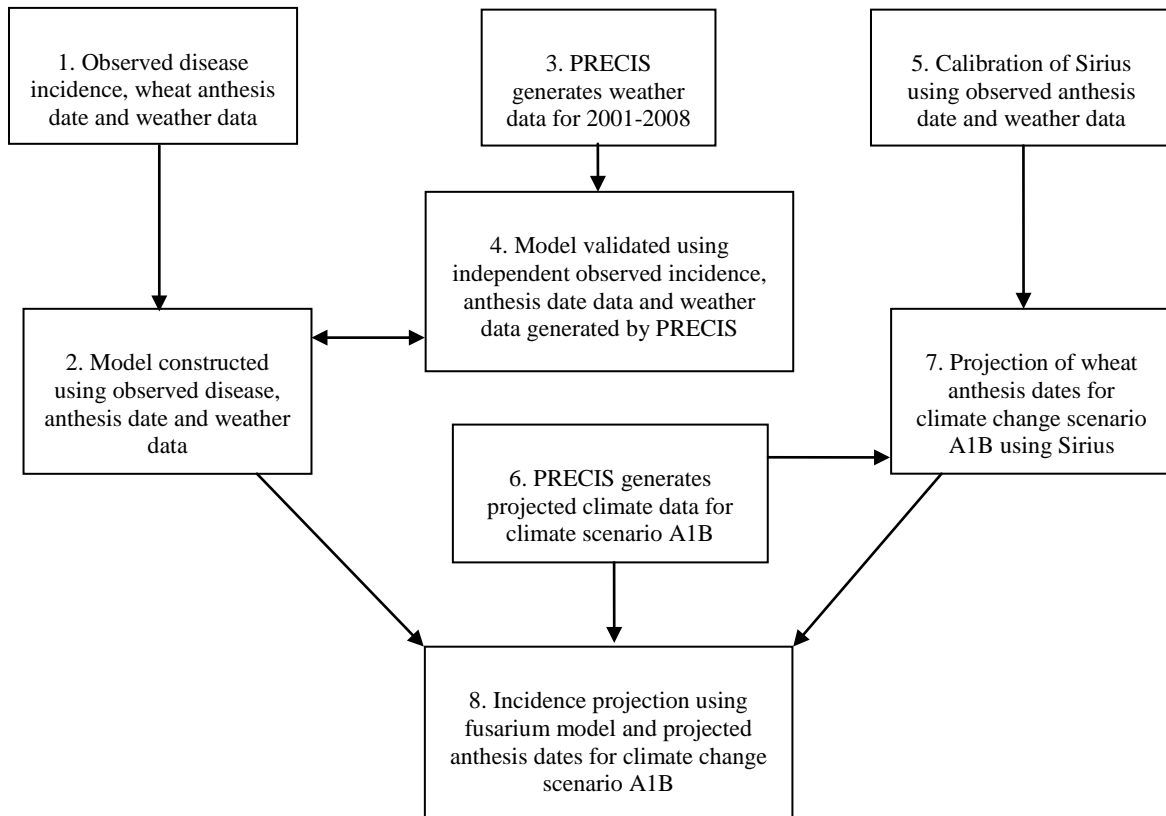 1. Observed disease
incidence, wheat anthesis
date and weather data
3. PRECIS
generates weather
data for 2001-2008
5. Calibration of Sirius
using observed anthesis
date and weather data
4. Model validated using
independent observed incidence,
anthesis date data and weather
data generated by PRECIS
2. Model constructed
using observed disease,
anthesis date and weather
data
7. Projection of wheat
anthesis dates for
climate change scenario
A1B using Sirius
6. PRECIS generates
projected climate data for
climate scenario A1B
8. Incidence projection using
fusarium model and projected
anthesis dates for climate change
scenario A1B